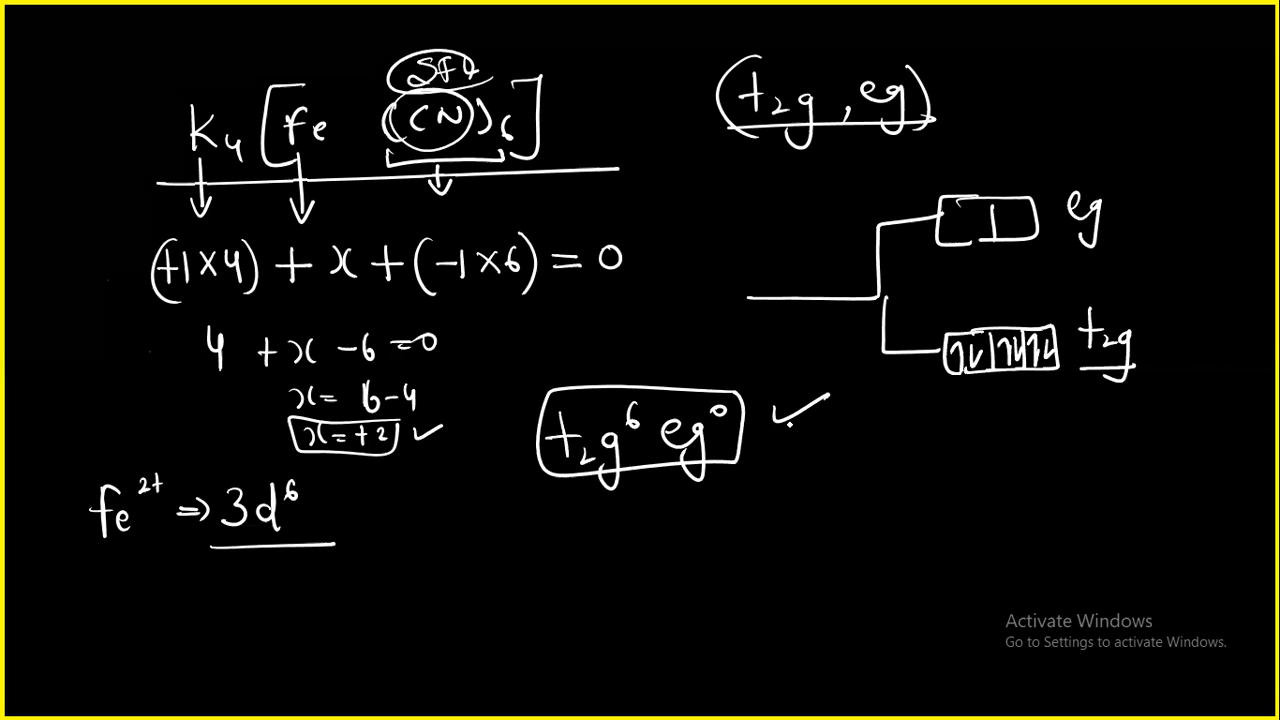 SFL
K₄ [Fe (CN)₆]
(t₂g, eg)
(+1×4) + x + (-1×6) = 0
4 + x - 6 = 0
x = 6-4
x = +2 ✓
Fe²⁺ ⇒ 3d⁶
eg
t₂g
t₂g⁶ eg⁰ ✓
Activate Windows
Go to Settings to activate Windows.